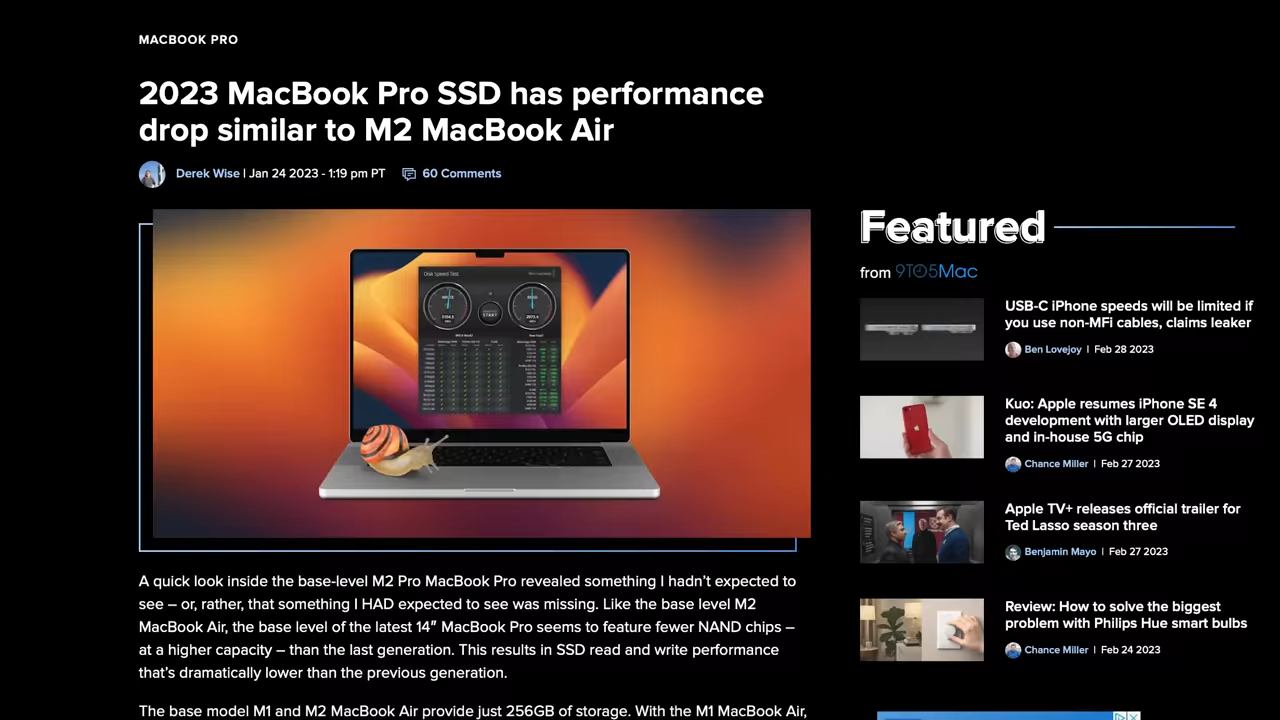 MACBOOK PRO
2023 MacBook Pro SSD has performance
drop similar to M2 MacBook Air
Derek Wise | Jan 24 2023 - 1:19 pm PT
60 Comments
Disk Speed Test
START
A quick look inside the base-level M2 Pro MacBook Pro revealed something I hadn’t expected to
see – or, rather, that something I HAD expected to see was missing. Like the base level M2
MacBook Air, the base level of the latest 14″ MacBook Pro seems to feature fewer NAND chips –
at a higher capacity – than the last generation. This results in SSD read and write performance
that’s dramatically lower than the previous generation.
The base model M1 and M2 MacBook Air provide just 256GB of storage. With the M1 MacBook Air,
Featured
from 9TO5Mac
USB-C iPhone speeds will be limited if
you use non-MFi cables, claims leaker
Ben Lovejoy | Feb 28 2023
Kuo: Apple resumes iPhone SE 4
development with larger OLED display
and in-house 5G chip
Chance Miller | Feb 27 2023
Apple TV+ releases official trailer for
Ted Lasso season three
Benjamin Mayo | Feb 27 2023
Review: How to solve the biggest
problem with Philips Hue smart bulbs
Chance Miller | Feb 24 2023